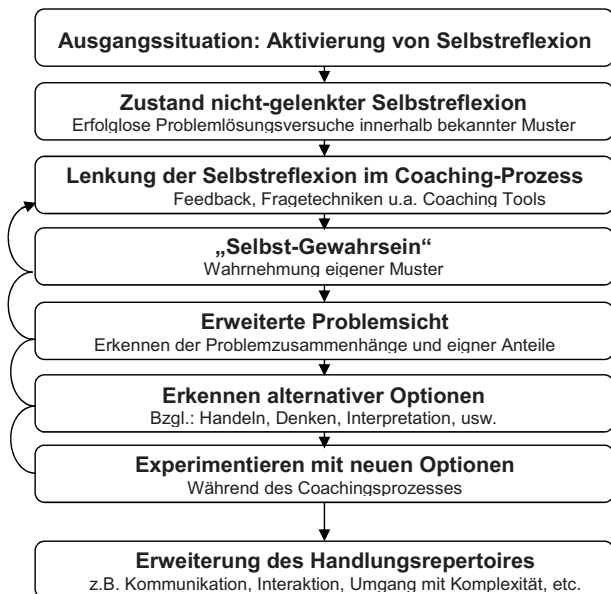 Ausgangssituation: Aktivierung von Selbstreflexion
Zustand nicht-gelenkter Selbstreflexion
Erfolglose Problemlösungsversuche innerhalb bekannter Muster
Lenkung der Selbstreflexion im Coaching-Prozess
Feedback, Fragetechniken u.a. Coaching Tools
„Selbst-Gewahrsein“
Wahrnehmung eigener Muster
Erweiterte Problemsicht
Erkennen der Problemzusammenhänge und eigner Anteile
Erkennen alternativer Optionen
Bzgl.: Handeln, Denken, Interpretation, usw.
Experimentieren mit neuen Optionen
Während des Coachingsprozesses
Erweiterung des Handlungsrepertoires
z.B. Kommunikation, Interaktion, Umgang mit Komplexität, etc.